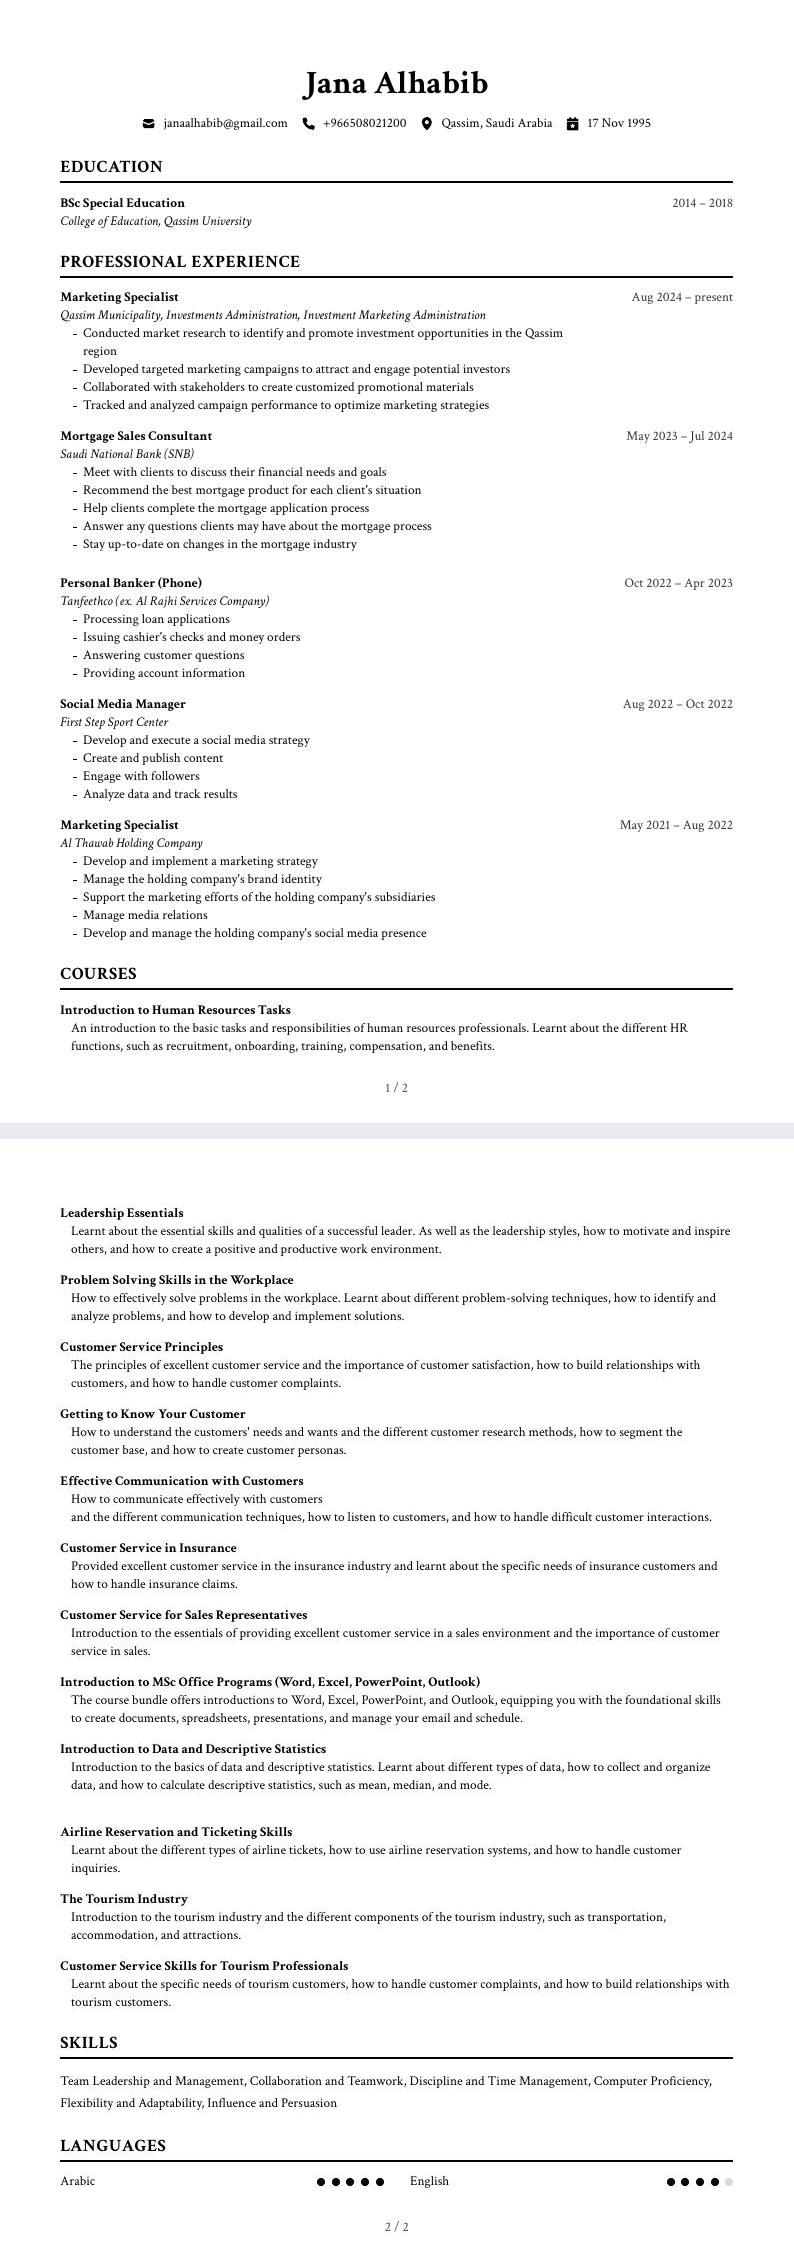 Jana Alhabib
janaalhabib@gmail.com +966508021200 Qassim, Saudi Arabia 17 Nov 1995
EDUCATION
BSc Special Education 2014 – 2018
College of Education, Qassim University
PROFESSIONAL EXPERIENCE
Marketing Specialist Aug 2024 – present
Qassim Municipality, Investments Administration, Investment Marketing Administration
- Conducted market research to identify and promote investment opportunities in the Qassim
region
- Developed targeted marketing campaigns to attract and engage potential investors
- Collaborated with stakeholders to create customized promotional materials
- Tracked and analyzed campaign performance to optimize marketing strategies
Mortgage Sales Consultant May 2023 – Jul 2024
Saudi National Bank (SNB)
- Meet with clients to discuss their financial needs and goals
- Recommend the best mortgage product for each client's situation
- Help clients complete the mortgage application process
- Answer any questions clients may have about the mortgage process
- Stay up-to-date on changes in the mortgage industry
Personal Banker (Phone) Oct 2022 – Apr 2023
Tanfeethco (ex. Al Rajhi Services Company)
- Processing loan applications
- Issuing cashier's checks and money orders
- Answering customer questions
- Providing account information
Social Media Manager Aug 2022 – Oct 2022
First Step Sport Center
- Develop and execute a social media strategy
- Create and publish content
- Engage with followers
- Analyze data and track results
Marketing Specialist May 2021 – Aug 2022
Al Thawab Holding Company
- Develop and implement a marketing strategy
- Manage the holding company's brand identity
- Support the marketing efforts of the holding company's subsidiaries
- Manage media relations
- Develop and manage the holding company's social media presence
COURSES
Introduction to Human Resources Tasks
An introduction to the basic tasks and responsibilities of human resources professionals. Learnt about the different HR
functions, such as recruitment, onboarding, training, compensation, and benefits.
1 / 2
Leadership Essentials
Learnt about the essential skills and qualities of a successful leader. As well as the leadership styles, how to motivate and inspire
others, and how to create a positive and productive work environment.
Problem Solving Skills in the Workplace
How to effectively solve problems in the workplace. Learnt about different problem-solving techniques, how to identify and
analyze problems, and how to develop and implement solutions.
Customer Service Principles
The principles of excellent customer service and the importance of customer satisfaction, how to build relationships with
customers, and how to handle customer complaints.
Getting to Know Your Customer
How to understand the customers' needs and wants and the different customer research methods, how to segment the
customer base, and how to create customer personas.
Effective Communication with Customers
How to communicate effectively with customers
and the different communication techniques, how to listen to customers, and how to handle difficult customer interactions.
Customer Service in Insurance
Provided excellent customer service in the insurance industry and learnt about the specific needs of insurance customers and
how to handle insurance claims.
Customer Service for Sales Representatives
Introduction to the essentials of providing excellent customer service in a sales environment and the importance of customer
service in sales.
Introduction to MSc Office Programs (Word, Excel, PowerPoint, Outlook)
The course bundle offers introductions to Word, Excel, PowerPoint, and Outlook, equipping you with the foundational skills
to create documents, spreadsheets, presentations, and manage your email and schedule.
Introduction to Data and Descriptive Statistics
Introduction to the basics of data and descriptive statistics. Learnt about different types of data, how to collect and organize
data, and how to calculate descriptive statistics, such as mean, median, and mode.
Airline Reservation and Ticketing Skills
Learnt about the different types of airline tickets, how to use airline reservation systems, and how to handle customer
inquiries.
The Tourism Industry
Introduction to the tourism industry and the different components of the tourism industry, such as transportation,
accommodation, and attractions.
Customer Service Skills for Tourism Professionals
Learnt about the specific needs of tourism customers, how to handle customer complaints, and how to build relationships with
tourism customers.
SKILLS
Team Leadership and Management, Collaboration and Teamwork, Discipline and Time Management, Computer Proficiency,
Flexibility and Adaptability, Influence and Persuasion
LANGUAGES
Arabic English
2 / 2